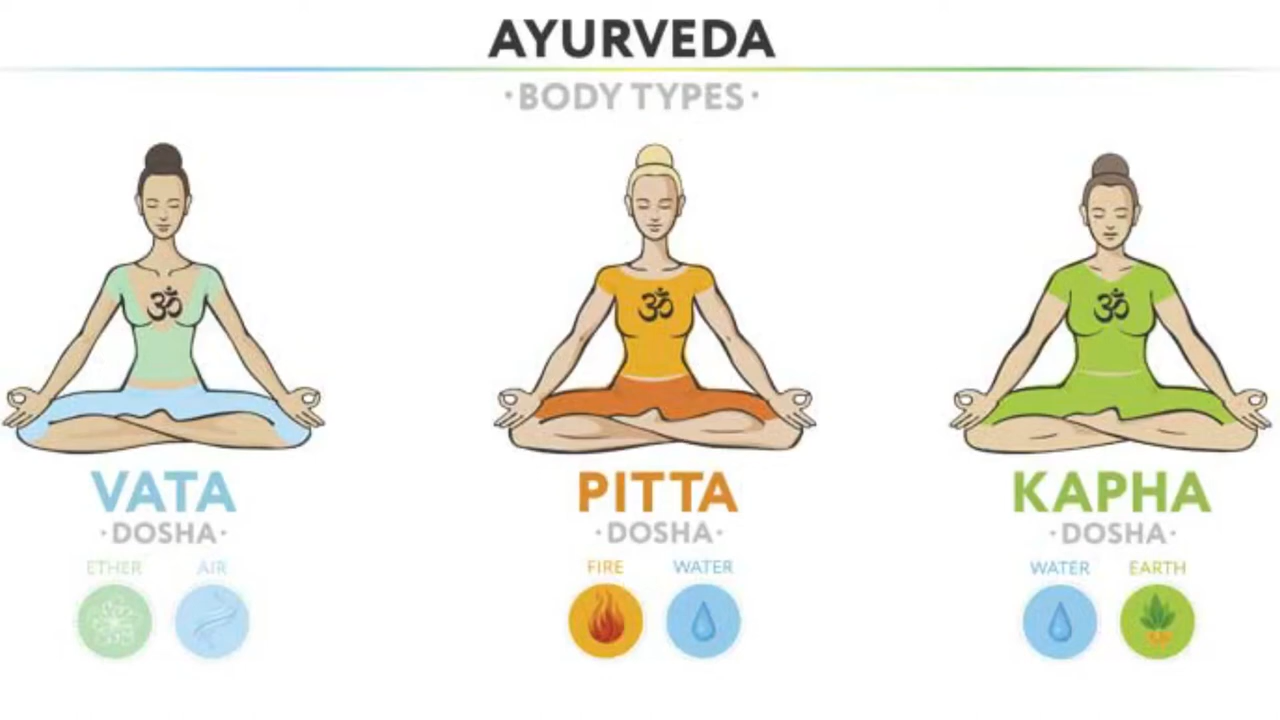 AYURVEDA
·BODY TYPES·
ॐ
ॐ
ॐ
VATA
·DOSHA·
ETHER
AIR
PITTA
·DOSHA·
FIRE
WATER
KAPHA
·DOSHA·
WATER
EARTH